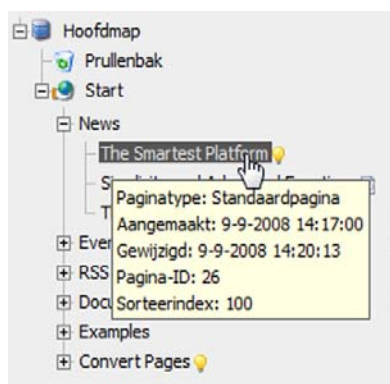 Hoofdmap
Prullenbak
Start
News
The Smartest Platform
Paginatype: Standaardpagina
Aangemaakt: 9-9-2008 14:17:00
Gewijzigd: 9-9-2008 14:20:13
Pagina-ID: 26
Sorteerindex: 100
RSS
Examples
Convert Pages